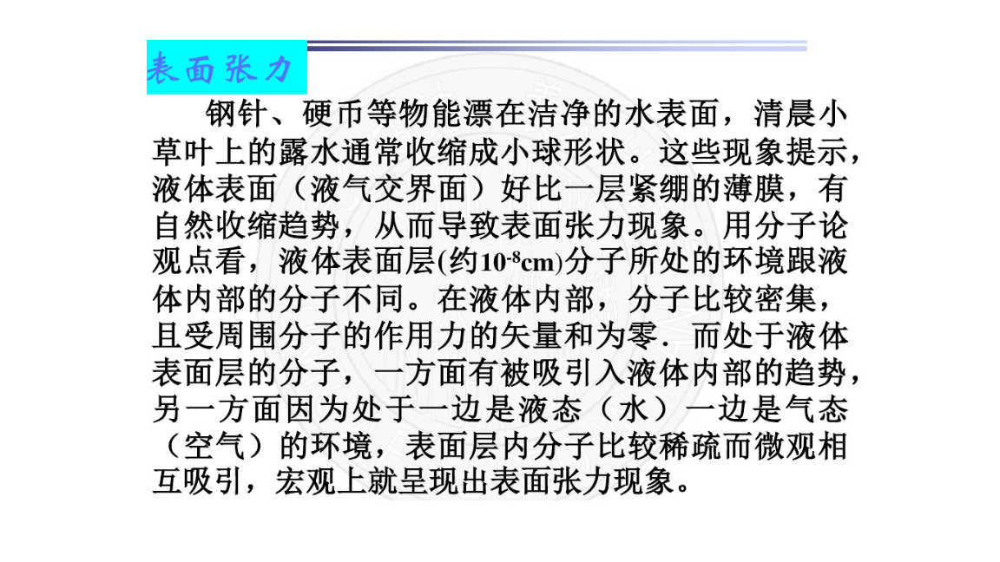 表面张力
钢针、硬币等物能漂在洁净的水表面，清晨小
草叶上的露水通常收缩成小球形状。这些现象提示，
液体表面（液气交界面）好比一层紧绷的薄膜，有
自然收缩趋势，从而导致表面张力现象。用分子论
观点看，液体表面层(约10-8cm)分子所处的环境跟液
体内部的分子不同。在液体内部，分子比较密集，
且受周围分子的作用力的矢量和为零．而处于液体
表面层的分子，一方面有被吸引入液体内部的趋势，
另一方面因为处于一边是液态（水）一边是气态
（空气）的环境，表面层内分子比较稀疏而微观相
互吸引，宏观上就呈现出表面张力现象。